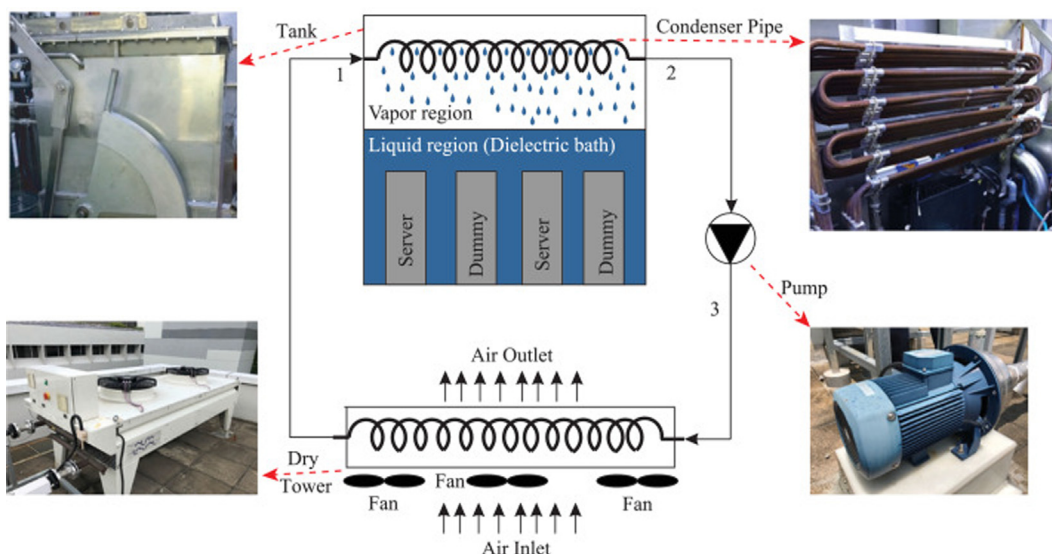 Tank
Condenser Pipe
1
2
Vapor region
Liquid region (Dielectric bath)
Server
Dummy
Server
Dummy
Pump
3
Air Outlet
Dry
Tower
Fan
Fan
Fan
Air Inlet